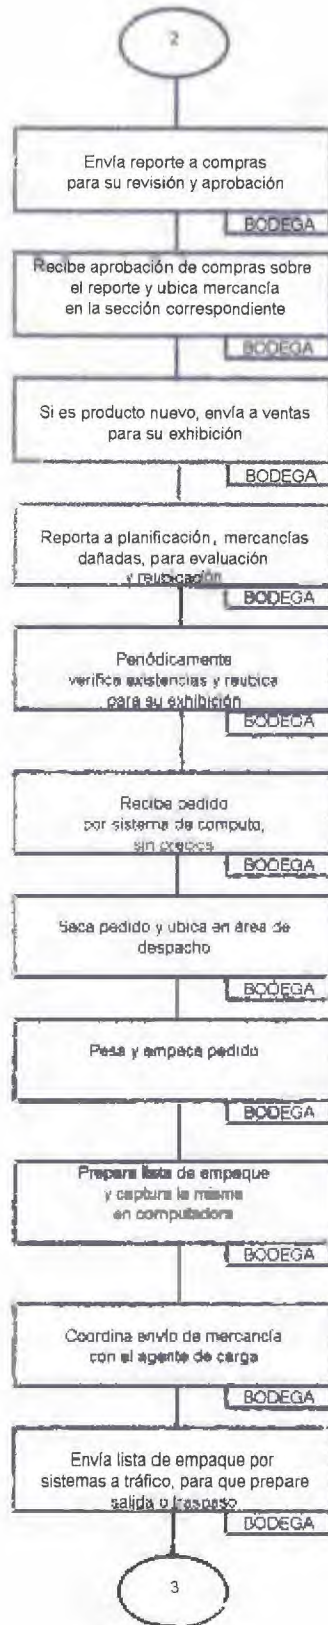 2
Envía reporte a compras
para su revisión y aprobación
BODEGA
Recibe aprobación de compras sobre
el reporte y ubica mercancía
en la sección correspondiente
BODEGA
Si es producto nuevo, envía a ventas
para su exhibición
BODEGA
Reporta a planificación, mercancías
dañadas, para evaluación
y reubicación
BODEGA
Periódicamente
verifica existencias y reubica
para su exhibición
BODEGA
Recibe pedido
por sistema de computo,
sin precios
BODEGA
Saca pedido y ubica en área de
despacho
BODEGA
Pesa y empaca pedido
BODEGA
Prepara lista de empaque
y captura la misma
en computadora
BODEGA
Coordina envío de mercancía
con el agente de carga
BODEGA
Envía lista de empaque por
sistemas a tráfico, para que prepare
salida o traspaso
BODEGA
3